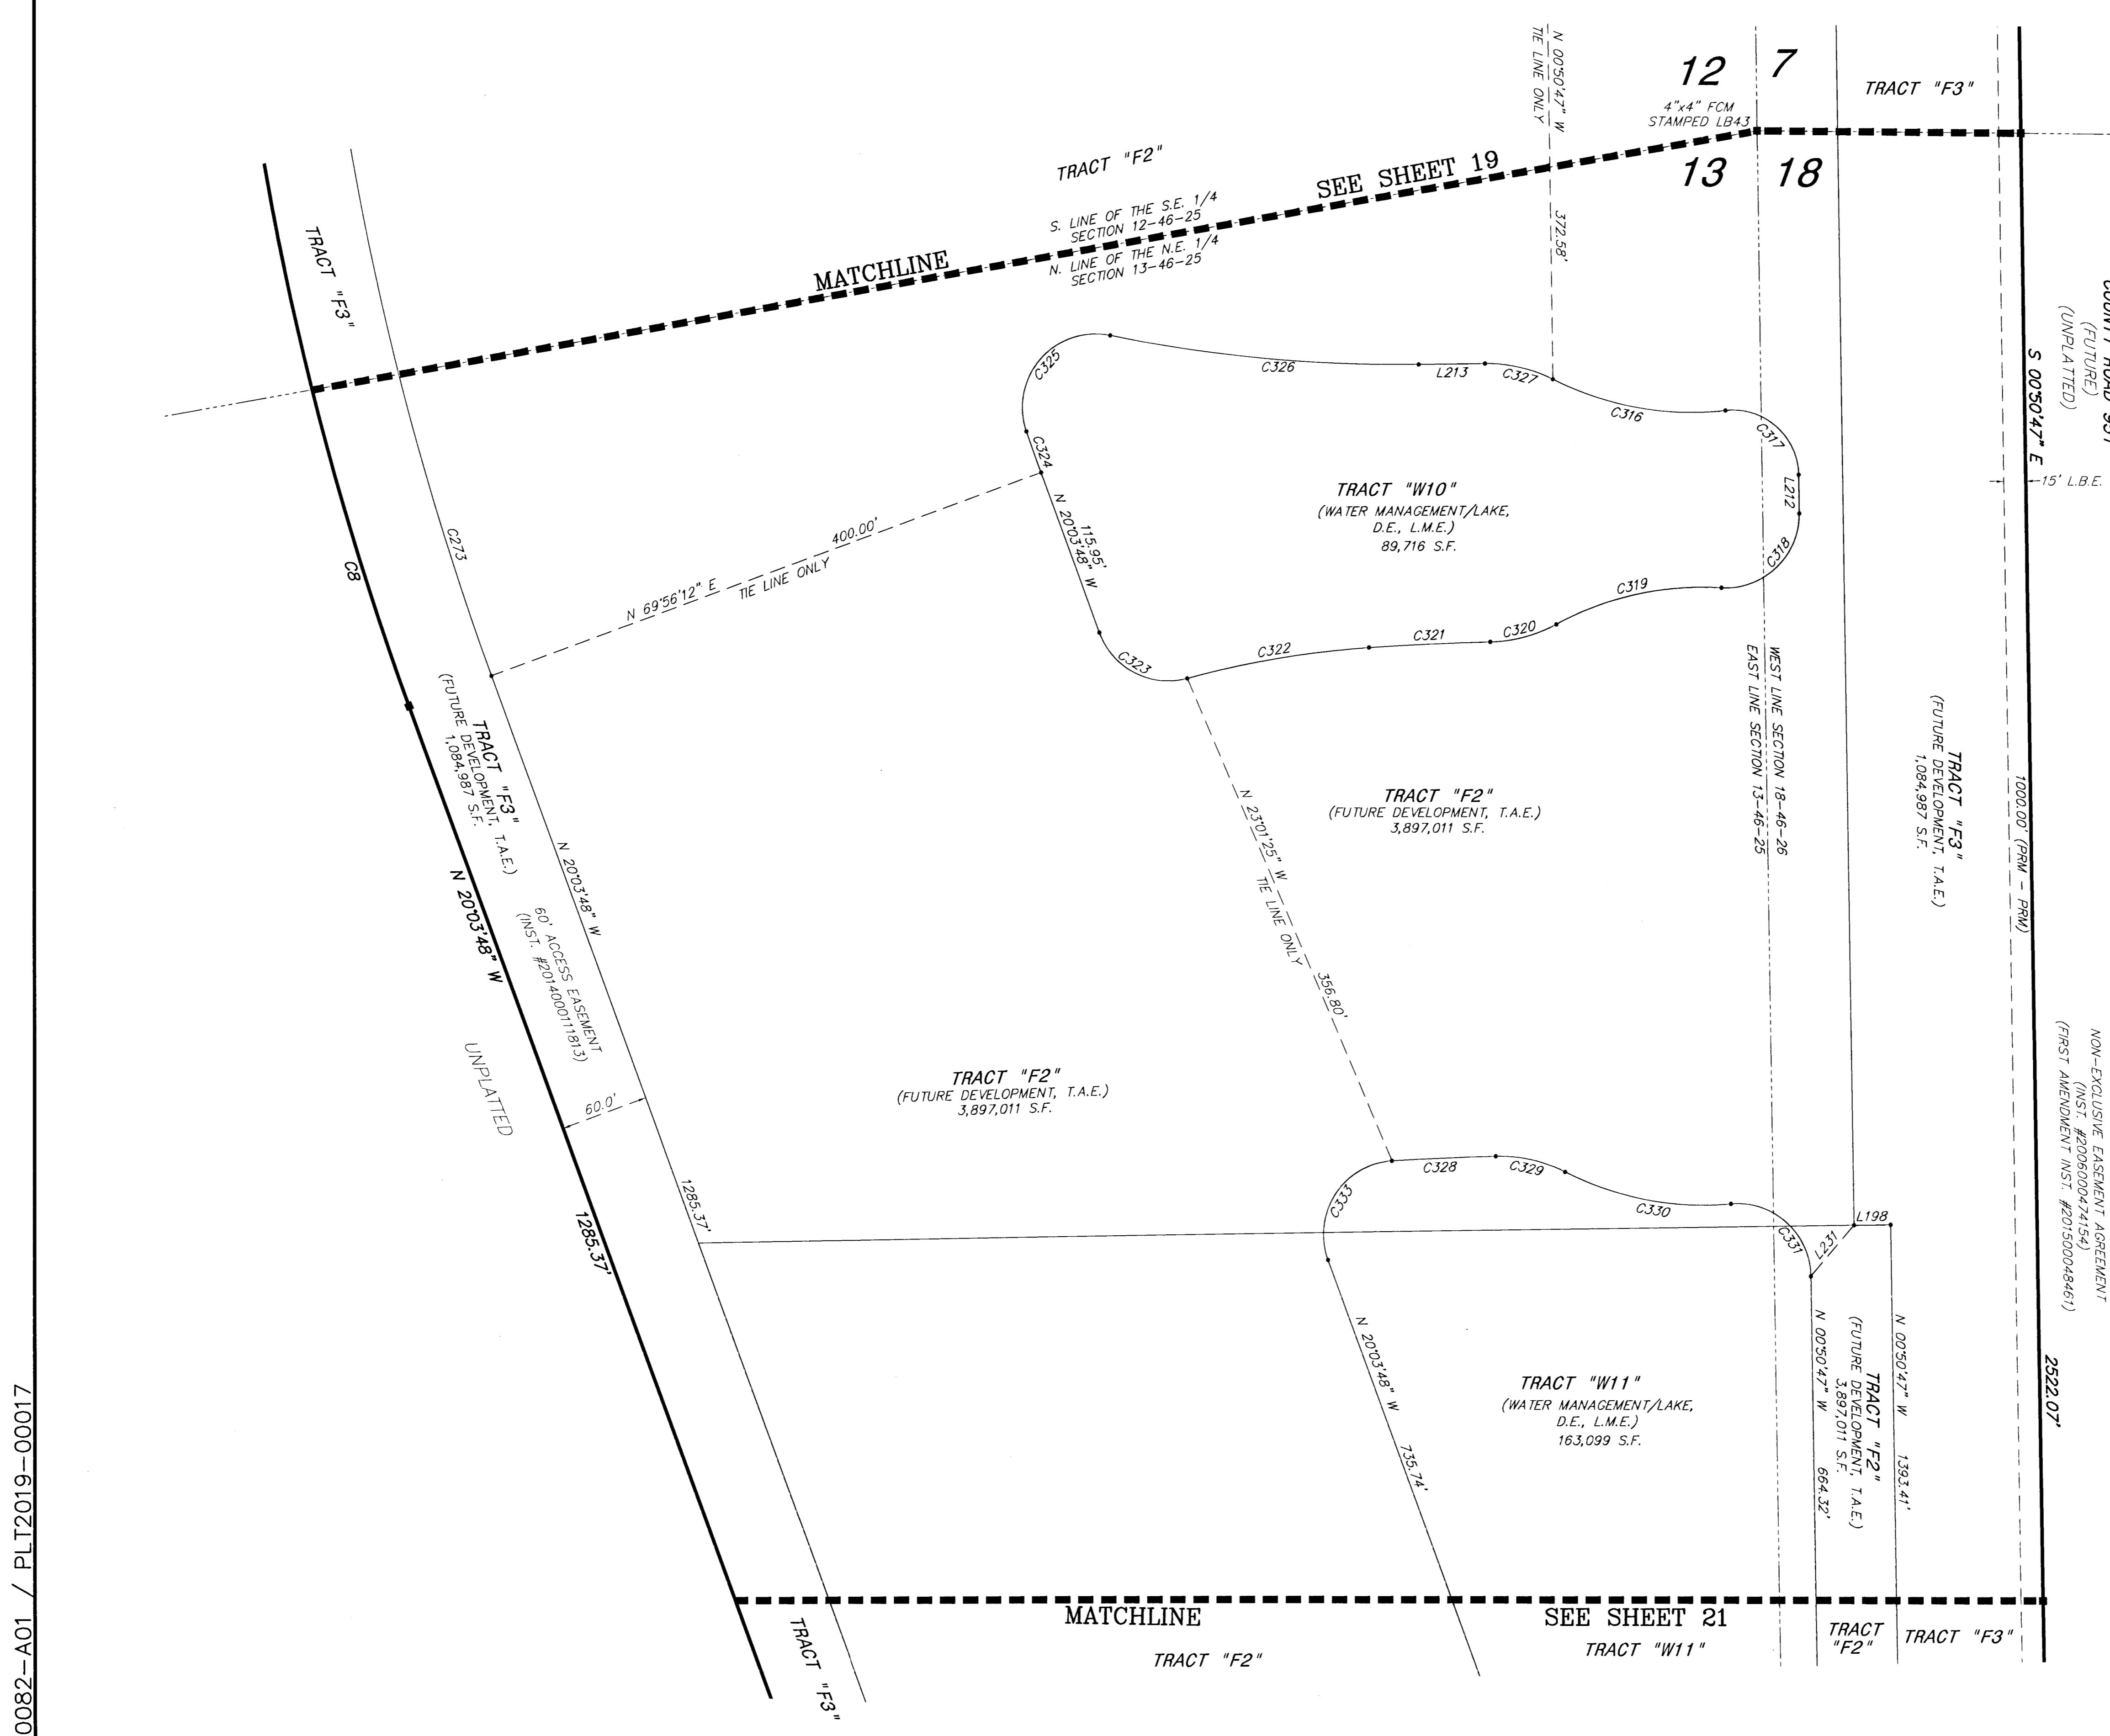 N 00°50'47" W
TIE LINE ONLY
12
7
4"x4" FCM
STAMPED LB43
13
18
TRACT "F3"
TRACT "F2"
SEE SHEET 19
S. LINE OF THE S.E. 1/4
SECTION 12-46-25
MATCHLINE
N. LINE OF THE N.E. 1/4
SECTION 13-46-25
372.58'
TRACT "F3"
(FUTURE)
(UNPLATTED)
S 00°50'47" E
15' L.B.E.
C325
C326
L213
C327
C316
C317
C324
L212
TRACT "W10"
(WATER MANAGEMENT/LAKE,
D.E., L.M.E.)
89,716 S.F.
115.95'
N 20°03'48" W
C318
C319
C320
C321
C322
C323
C273
C8
400.00'
N 69°56'12" E
TIE LINE ONLY
WEST LINE SECTION 18-46-26
EAST LINE SECTION 13-46-25
TRACT "F3"
(FUTURE DEVELOPMENT, T.A.E.)
1,084,987 S.F.
N 20°03'48" W
TRACT "F3"
(FUTURE DEVELOPMENT, T.A.E.)
1,084,987 S.F.
1000.00' (PRM - PRM)
TRACT "F2"
(FUTURE DEVELOPMENT, T.A.E.)
3,897,011 S.F.
N 23°01'25" W
TIE LINE ONLY
356.80'
N 20°03'48" W
60' ACCESS EASEMENT
(INST. #2014000111813)
UNPLATTED
60.0'
TRACT "F2"
(FUTURE DEVELOPMENT, T.A.E.)
3,897,011 S.F.
NON-EXCLUSIVE EASEMENT AGREEMENT
(INST. #2006000474154)
(FIRST AMENDMENT INST. #2015000048461)
1285.37'
1285.37'
C328
C329
C333
C330
C331
L231
L198
N 20°03'48" W
735.74'
TRACT "W11"
(WATER MANAGEMENT/LAKE,
D.E., L.M.E.)
163,099 S.F.
N 00°50'47" W
664.32'
TRACT "F2"
(FUTURE DEVELOPMENT, T.A.E.)
3,897,011 S.F.
N 00°50'47" W
1393.41'
2522.07'
MATCHLINE
SEE SHEET 21
TRACT "F3"
TRACT "F2"
TRACT "W11"
TRACT
"F2"
TRACT "F3"
0082-A01 / PLT2019-00017